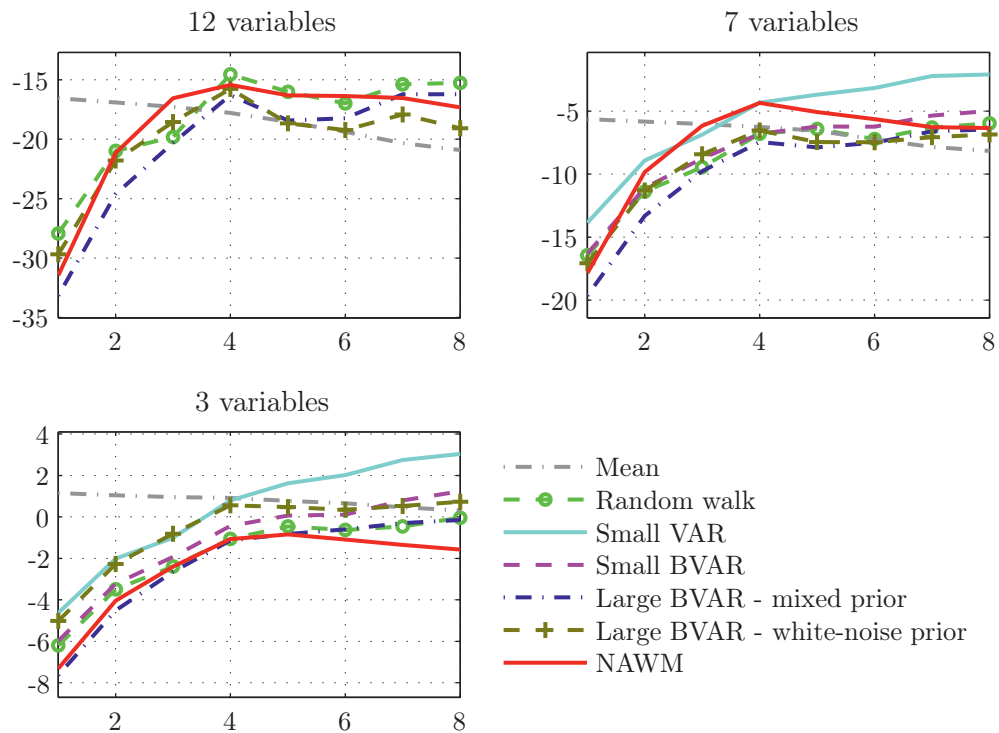 12 variables
-15
-20
-25
-30
-35
2
4
6
8
7 variables
-5
-10
-15
-20
2
4
6
8
3 variables
4
2
0
-2
-4
-6
-8
2
4
6
8
Mean
Random walk
Small VAR
Small BVAR
Large BVAR - mixed prior
Large BVAR - white-noise prior
NAWM